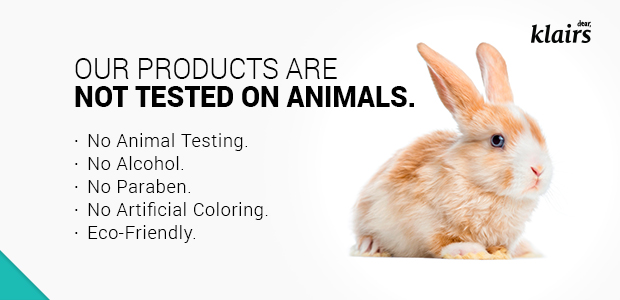 dear,
klairs
OUR PRODUCTS ARE
NOT TESTED ON ANIMALS.
· No Animal Testing.
· No Alcohol.
· No Paraben.
· No Artificial Coloring.
· Eco-Friendly.